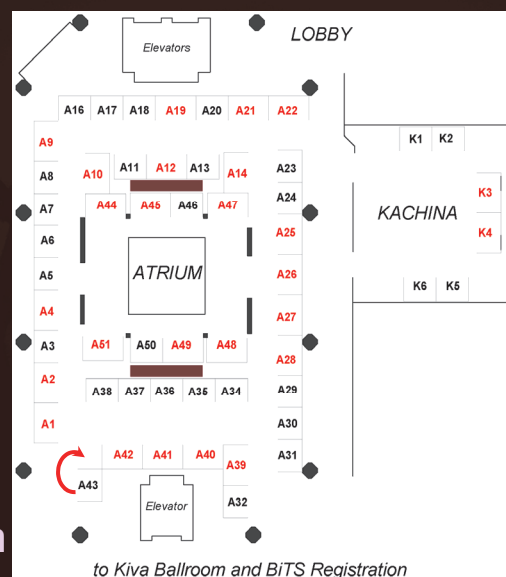 LOBBY
Elevators
A16 A17 A18 A19 A20 A21 A22
A9
A8
A7
A6
A5
A4
A3
A2
A1
A10 A11 A12 A13 A14
A44 A45 A46 A47
ATRIUM
A51 A50 A49 A48
A38 A37 A36 A35 A34
A23
A24
A25
A26
A27
A28
A29
A30
A31
K1 K2
K3
KACHINA
K4
K6 K5
A42 A41 A40
A39
A43
A32
Elevator
to Kiva Ballroom and BiTS Registration